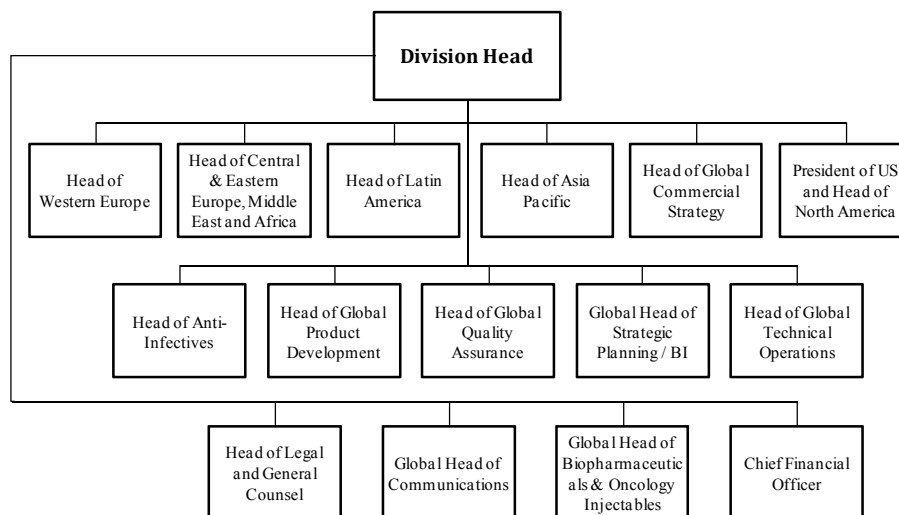 Division Head
Head of
Western Europe
Head of Central
& Eastern
Europe, Middle
East and Africa
Head of Latin
America
Head of Asia
Pacific
Head of Global
Commercial
Strategy
President of US
and Head of
North America
Head of Anti-
Infectives
Head of Global
Product
Development
Head of Global
Quality
Assurance
Global Head of
Strategic
Planning / BI
Head of Global
Technical
Operations
Head of Legal
and General
Counsel
Global Head of
Communications
Global Head of
Biopharmaceutic
als & Oncology
Injectables
Chief Financial
Officer